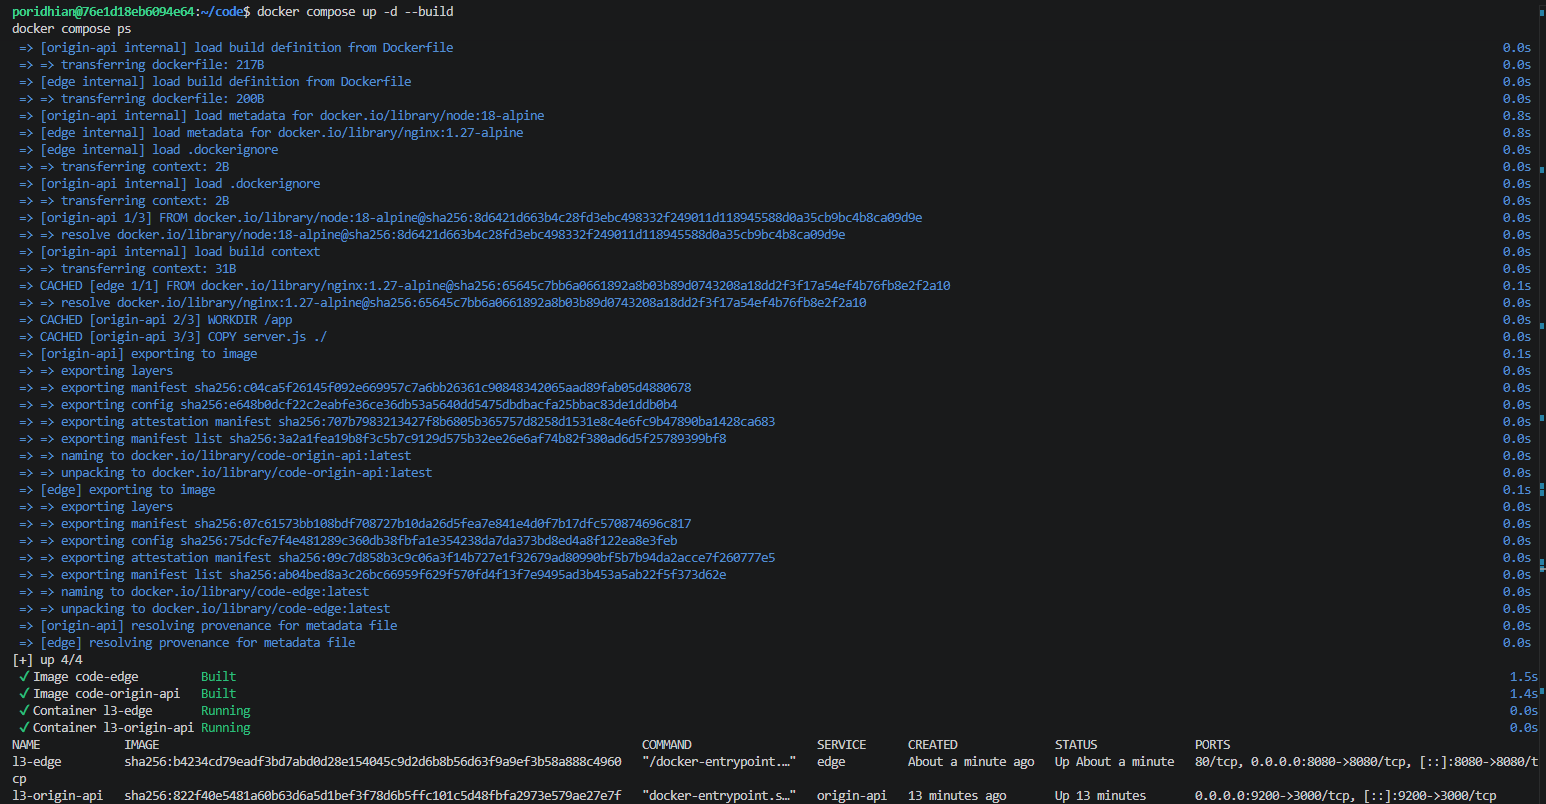 poridhian@76e1d18eb6094e64:~/code$ docker compose up -d --build
docker compose ps
=> [origin-api internal] load build definition from Dockerfile 0.0s
=> => transferring dockerfile: 217B 0.0s
=> [edge internal] load build definition from Dockerfile 0.0s
=> => transferring dockerfile: 200B 0.0s
=> [origin-api internal] load metadata for docker.io/library/node:18-alpine 0.8s
=> [edge internal] load metadata for docker.io/library/nginx:1.27-alpine 0.8s
=> [edge internal] load .dockerignore 0.0s
=> => transferring context: 2B 0.0s
=> [origin-api internal] load .dockerignore 0.0s
=> => transferring context: 2B 0.0s
=> [origin-api 1/3] FROM docker.io/library/node:18-alpine@sha256:8d6421d663b4c28fd3ebc498332f249011d118945588d0a35cb9bc4b8ca09d9e 0.0s
=> => resolve docker.io/library/node:18-alpine@sha256:8d6421d663b4c28fd3ebc498332f249011d118945588d0a35cb9bc4b8ca09d9e 0.0s
=> [origin-api internal] load build context 0.0s
=> => transferring context: 31B 0.0s
=> CACHED [edge 1/1] FROM docker.io/library/nginx:1.27-alpine@sha256:65645c7bb6a0661892a8b03b89d0743208a18dd2f3f17a54ef4b76fb8e2f2a10 0.1s
=> => resolve docker.io/library/nginx:1.27-alpine@sha256:65645c7bb6a0661892a8b03b89d0743208a18dd2f3f17a54ef4b76fb8e2f2a10 0.0s
=> CACHED [origin-api 2/3] WORKDIR /app 0.0s
=> CACHED [origin-api 3/3] COPY server.js ./ 0.0s
=> [origin-api] exporting to image 0.1s
=> => exporting layers 0.0s
=> => exporting manifest sha256:c04ca5f26145f092e669957c7a6bb26361c90848342065aad89fab05d4880678 0.0s
=> => exporting config sha256:e648b0dcf22c2eabfe36ce36db53a5640dd5475dbdbacfa25bbac83de1ddb0b4 0.0s
=> => exporting attestation manifest sha256:707b7983213427f8b6805b365757d8258d1531e8c4e6fc9b47890ba1428ca683 0.0s
=> => exporting manifest list sha256:3a2a1fea19b8f3c5b7c9129d575b32ee26e6af74b82f380ad6d5f25789399bf8 0.0s
=> => naming to docker.io/library/code-origin-api:latest 0.0s
=> => unpacking to docker.io/library/code-origin-api:latest 0.0s
=> [edge] exporting to image 0.1s
=> => exporting layers 0.0s
=> => exporting manifest sha256:07c61573bb108bdf708727b10da26d5fea7e841e4d0f7b17dfc570874696c817 0.0s
=> => exporting config sha256:75dcfe7f4e481289c360db38fbfa1e354238da7da373bd8ed4a8f122ea8e3feb 0.0s
=> => exporting attestation manifest sha256:09c7d858b3c9c06a3f14b727e1f32679ad80990bf5b7b94da2acce7f260777e5 0.0s
=> => exporting manifest list sha256:ab04bed8a3c26bc66959f629f570fd4f13f7e9495ad3b453a5ab22f5f373d62e 0.0s
=> => naming to docker.io/library/code-edge:latest 0.0s
=> => unpacking to docker.io/library/code-edge:latest 0.0s
=> [origin-api] resolving provenance for metadata file 0.0s
=> [edge] resolving provenance for metadata file 0.0s
[+] up 4/4
✓ Image code-edge Built 1.5s
✓ Image code-origin-api Built 1.4s
✓ Container l3-edge Running 0.0s
✓ Container l3-origin-api Running 0.0s
NAME IMAGE COMMAND SERVICE CREATED STATUS PORTS
l3-edge sha256:b4234cd79eadf3bd7abd0d28e154045c9d2d6b8b56d63f9a9ef3b58a888c4960 "/docker-entrypoint.…" edge About a minute ago Up About a minute 80/tcp, 0.0.0.0:8080->8080/tcp, [::]:8080->8080/t
cp
l3-origin-api sha256:822f40e5481a60b63d6a5d1bef3f78d6b5ffc101c5d48fbfa2973e579ae27e7f "docker-entrypoint.s…" origin-api 13 minutes ago Up 13 minutes 0.0.0.0:9200->3000/tcp, [::]:9200->3000/tcp